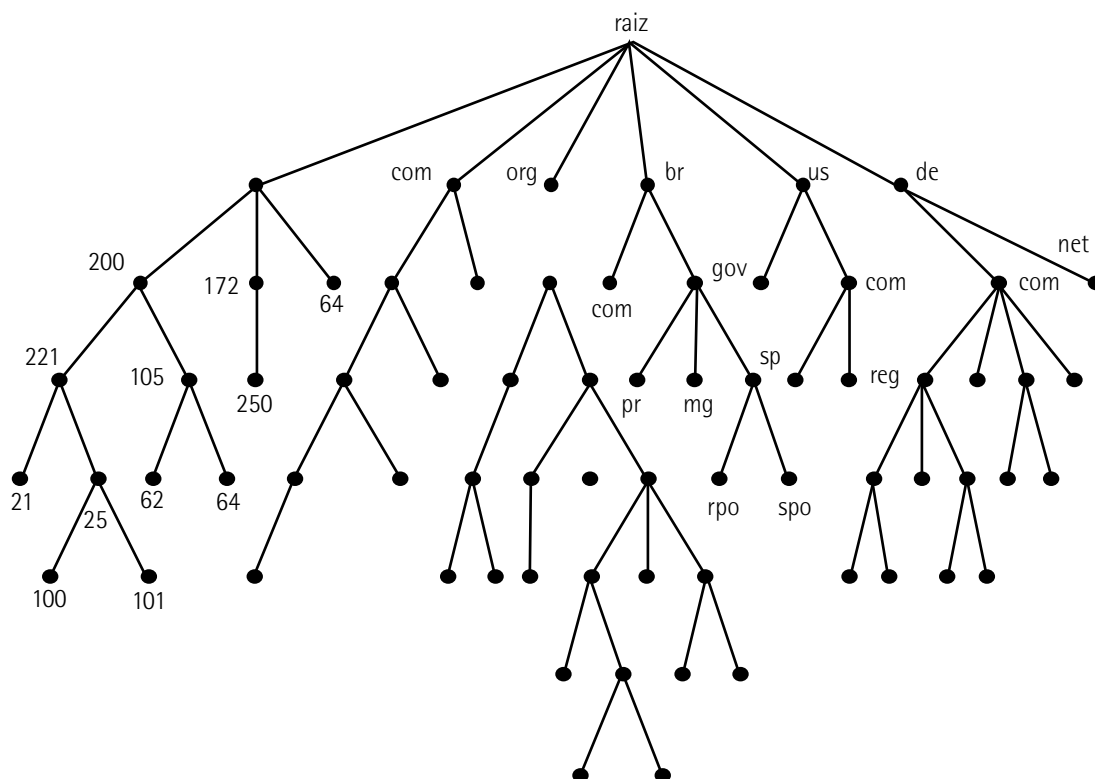 raiz
com
org
br
us
de
200
172
64
com
gov
com
com
net
221
105
250
pr
mg
sp
reg
21
25
62
64
rpo
spo
100
101